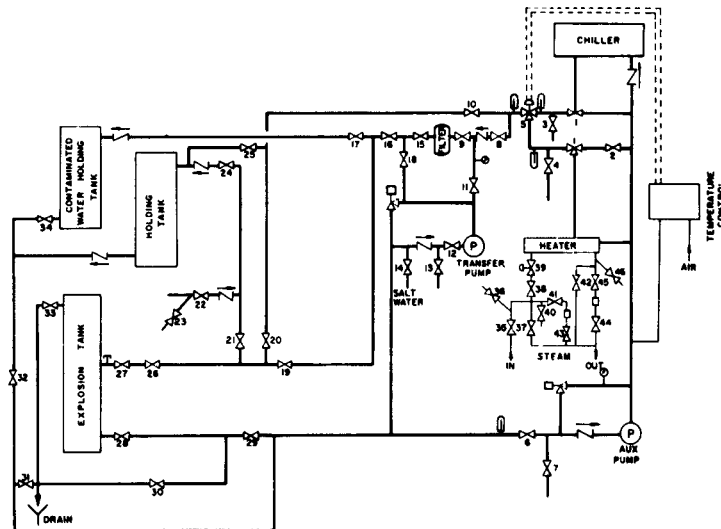 CHILLER
10
5
3
1
2
4
CONTAMINATED
WATER HOLDING
TANK
17
16
15
FILTER
9
8
18
11
25
24
HOLDING
TANK
34
TEMPERATURE
CONTROL
AIR
P
TRANSFER
PUMP
12
14
13
SALT
WATER
HEATER
39
38
36
41
40
42
45
46
36
37
43
44
IN
STEAM
OUT
33
22
23
EXPLOSION TANK
32
27
26
21
20
19
28
29
6
7
P
AUX
PUMP
31
30
DRAIN